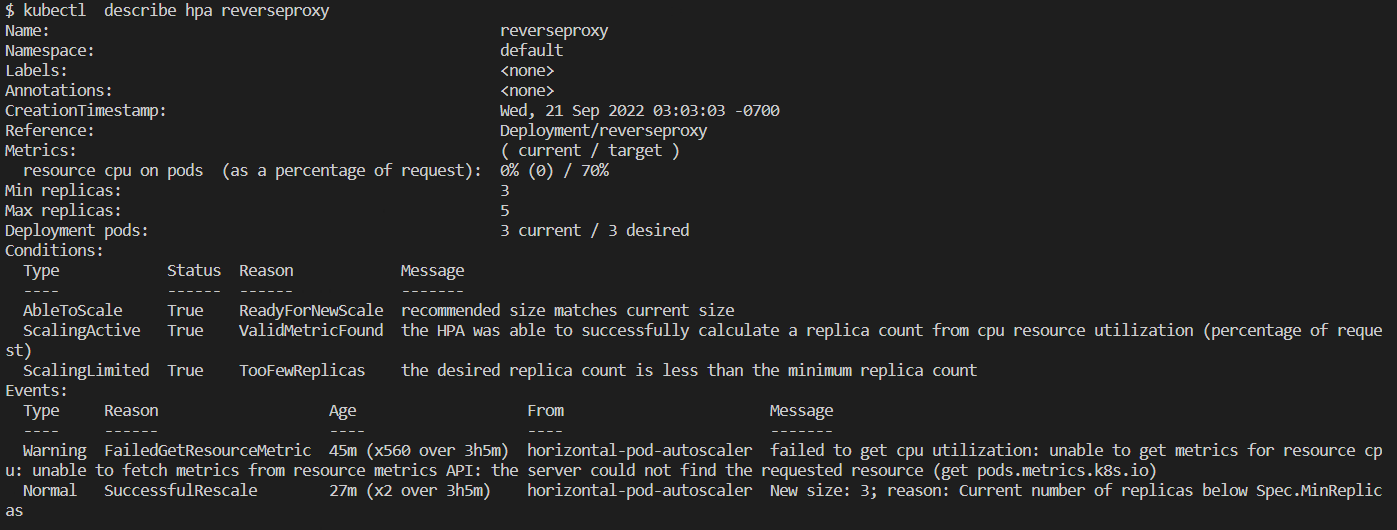 $ kubectl  describe hpa reverseproxy
Name:                                                  reverseproxy
Namespace:                                             default
Labels:                                                <none>
Annotations:                                           <none>
CreationTimestamp:                                     Wed, 21 Sep 2022 03:03:03 -0700
Reference:                                             Deployment/reverseproxy
Metrics:                                               ( current / target )
  resource cpu on pods  (as a percentage of request):  0% (0) / 70%
Min replicas:                                          3
Max replicas:                                          5
Deployment pods:                                       3 current / 3 desired
Conditions:
  Type            Status  Reason            Message
  ----            ------  ------            -------
  AbleToScale     True    ReadyForNewScale  recommended size matches current size
  ScalingActive   True    ValidMetricFound  the HPA was able to successfully calculate a replica count from cpu resource utilization (percentage of reque
st)
  ScalingLimited  True    TooFewReplicas    the desired replica count is less than the minimum replica count
Events:
  Type     Reason                   Age                   From                       Message
  ----     ------                   ----                  ----                       -------
  Warning  FailedGetResourceMetric  45m (x560 over 3h5m)  horizontal-pod-autoscaler  failed to get cpu utilization: unable to get metrics for resource cp
u: unable to fetch metrics from resource metrics API: the server could not find the requested resource (get pods.metrics.k8s.io)
  Normal   SuccessfulRescale        27m (x2 over 3h5m)    horizontal-pod-autoscaler  New size: 3; reason: Current number of replicas below Spec.MinReplic
as